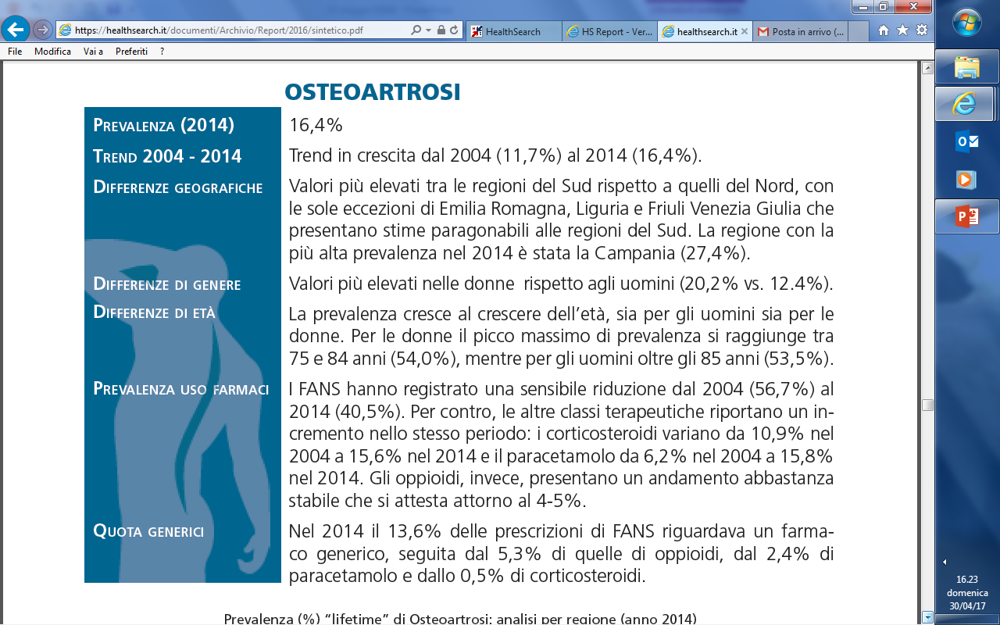 https://healthsearch.it/documenti/Archivio/Report/2016/sintetico.pdf
HealthSearch
HS Report - Ver...
healthsearch.it
Posta in arrivo (...
File Modifica Vai a Preferiti ?
OSTEOARTROSI
PREVALENZA (2014)
16,4%
TREND 2004 - 2014
Trend in crescita dal 2004 (11,7%) al 2014 (16,4%).
DIFFERENZE GEOGRAFICHE
Valori più elevati tra le regioni del Sud rispetto a quelli del Nord, con
le sole eccezioni di Emilia Romagna, Liguria e Friuli Venezia Giulia che
presentano stime paragonabili alle regioni del Sud. La regione con la
più alta prevalenza nel 2014 è stata la Campania (27,4%).
DIFFERENZE DI GENERE
Valori più elevati nelle donne rispetto agli uomini (20,2% vs. 12.4%).
DIFFERENZE DI ETÀ
La prevalenza cresce al crescere dell'età, sia per gli uomini sia per le
donne. Per le donne il picco massimo di prevalenza si raggiunge tra
75 e 84 anni (54,0%), mentre per gli uomini oltre gli 85 anni (53,5%).
PREVALENZA USO FARMACI
I FANS hanno registrato una sensibile riduzione dal 2004 (56,7%) al
2014 (40,5%). Per contro, le altre classi terapeutiche riportano un in-
cremento nello stesso periodo: i corticosteroidi variano da 10,9% nel
2004 a 15,6% nel 2014 e il paracetamolo da 6,2% nel 2004 a 15,8%
nel 2014. Gli oppioidi, invece, presentano un andamento abbastanza
stabile che si attesta attorno al 4-5%.
QUOTA GENERICI
Nel 2014 il 13,6% delle prescrizioni di FANS riguardava un farma-
co generico, seguita dal 5,3% di quelle di oppioidi, dal 2,4% di
paracetamolo e dallo 0,5% di corticosteroidi.
Prevalenza (%) "lifetime" di Osteoartrosi: analisi per regione (anno 2014)
16.23
domenica
30/04/17